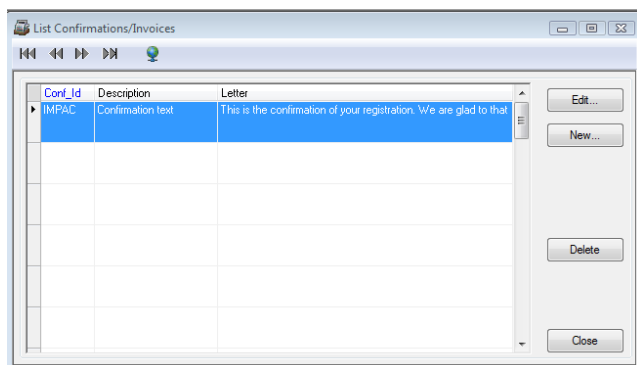 List Confirmations/Invoices
Conf_Id Description Letter
IMPAC Confirmation text This is the confirmation of your registration. We are glad to that
Edit...
New...
Delete
Close